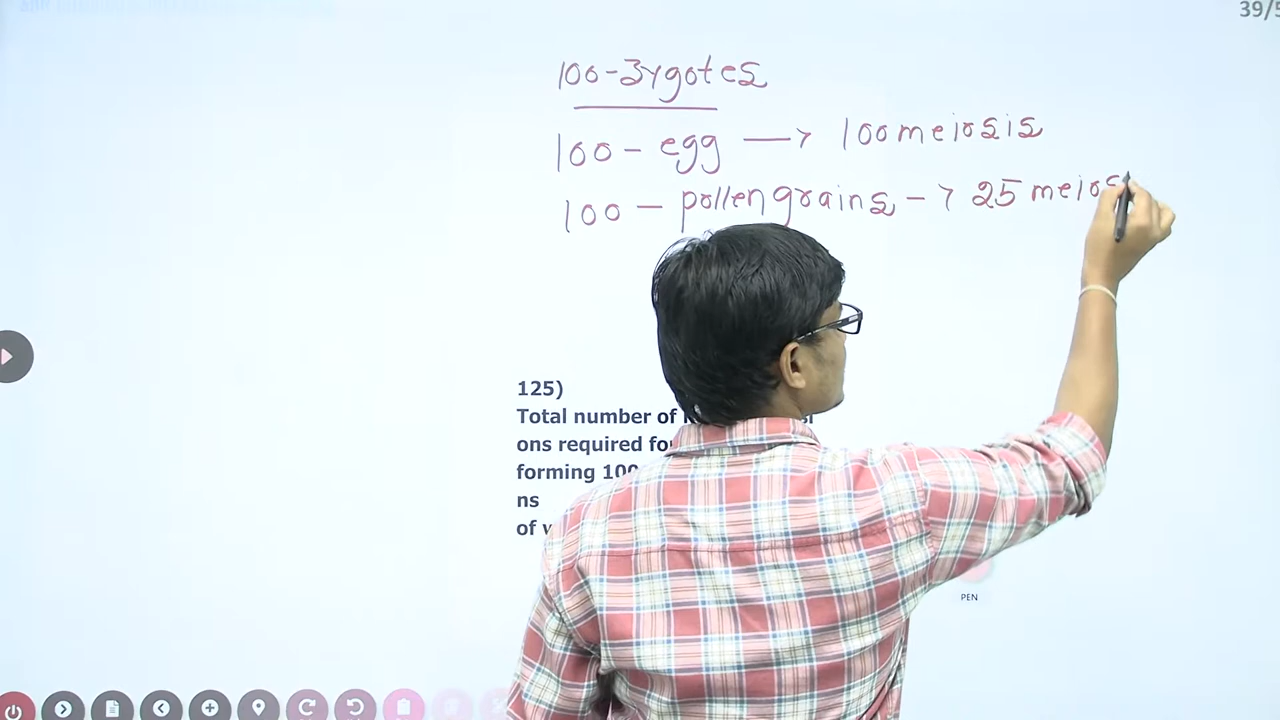 39/5
100-zygotes
100 - egg → 100 meiosis
100 - pollengrains -> 25 meios
125)
Total number of
ons required fo
forming 100
ns
of
PEN